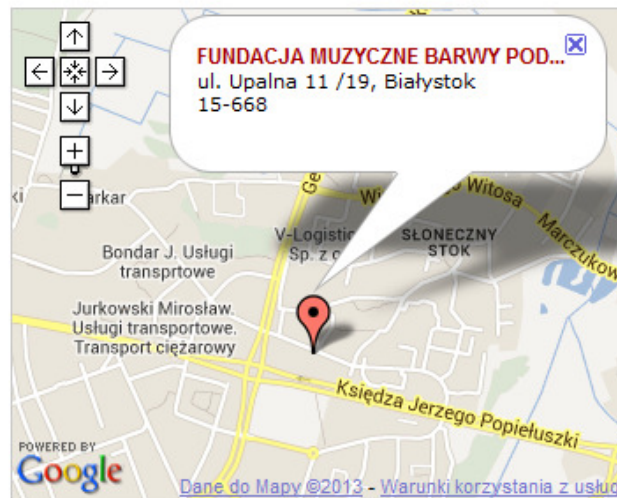 FUNDACJA MUZYCZNE BARWY POD...
ul. Upalna 11 /19, Białystok
15-668
Witosa
Marczukow
V-Logistic
Sp. z o
SŁONECZNY
STOK
Bondar J. Usługi
transprtowe
Jurkowski Mirosław.
Usługi transportowe.
Transport ciężarowy
Księdza Jerzego Popiełuszki
POWERED BY
Google
Dane do Mapy ©2013 - Warunki korzystania z usług